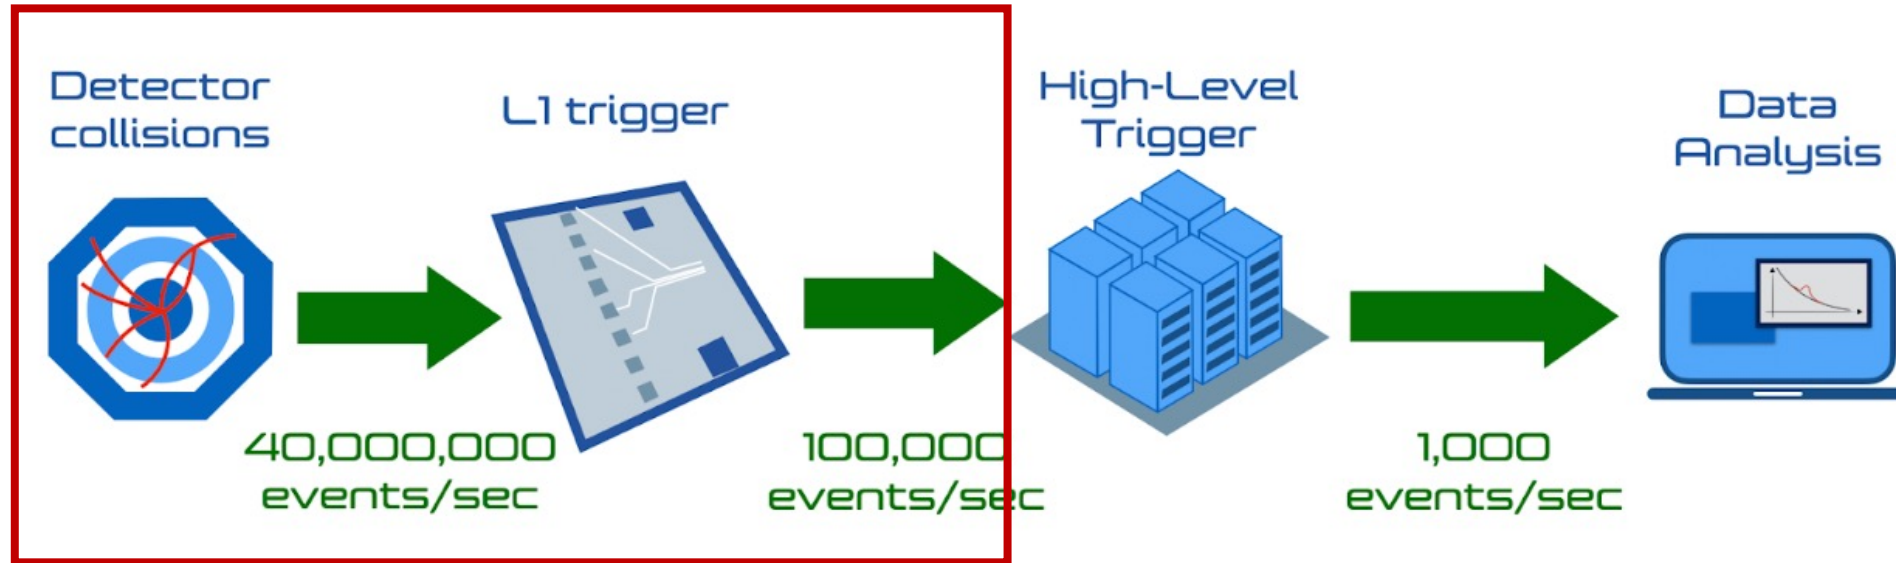 Detector
collisions
L1 trigger
High-Level
Trigger
Data
Analysis
40,000,000
events/sec
100,000
events/sec
1,000
events/sec